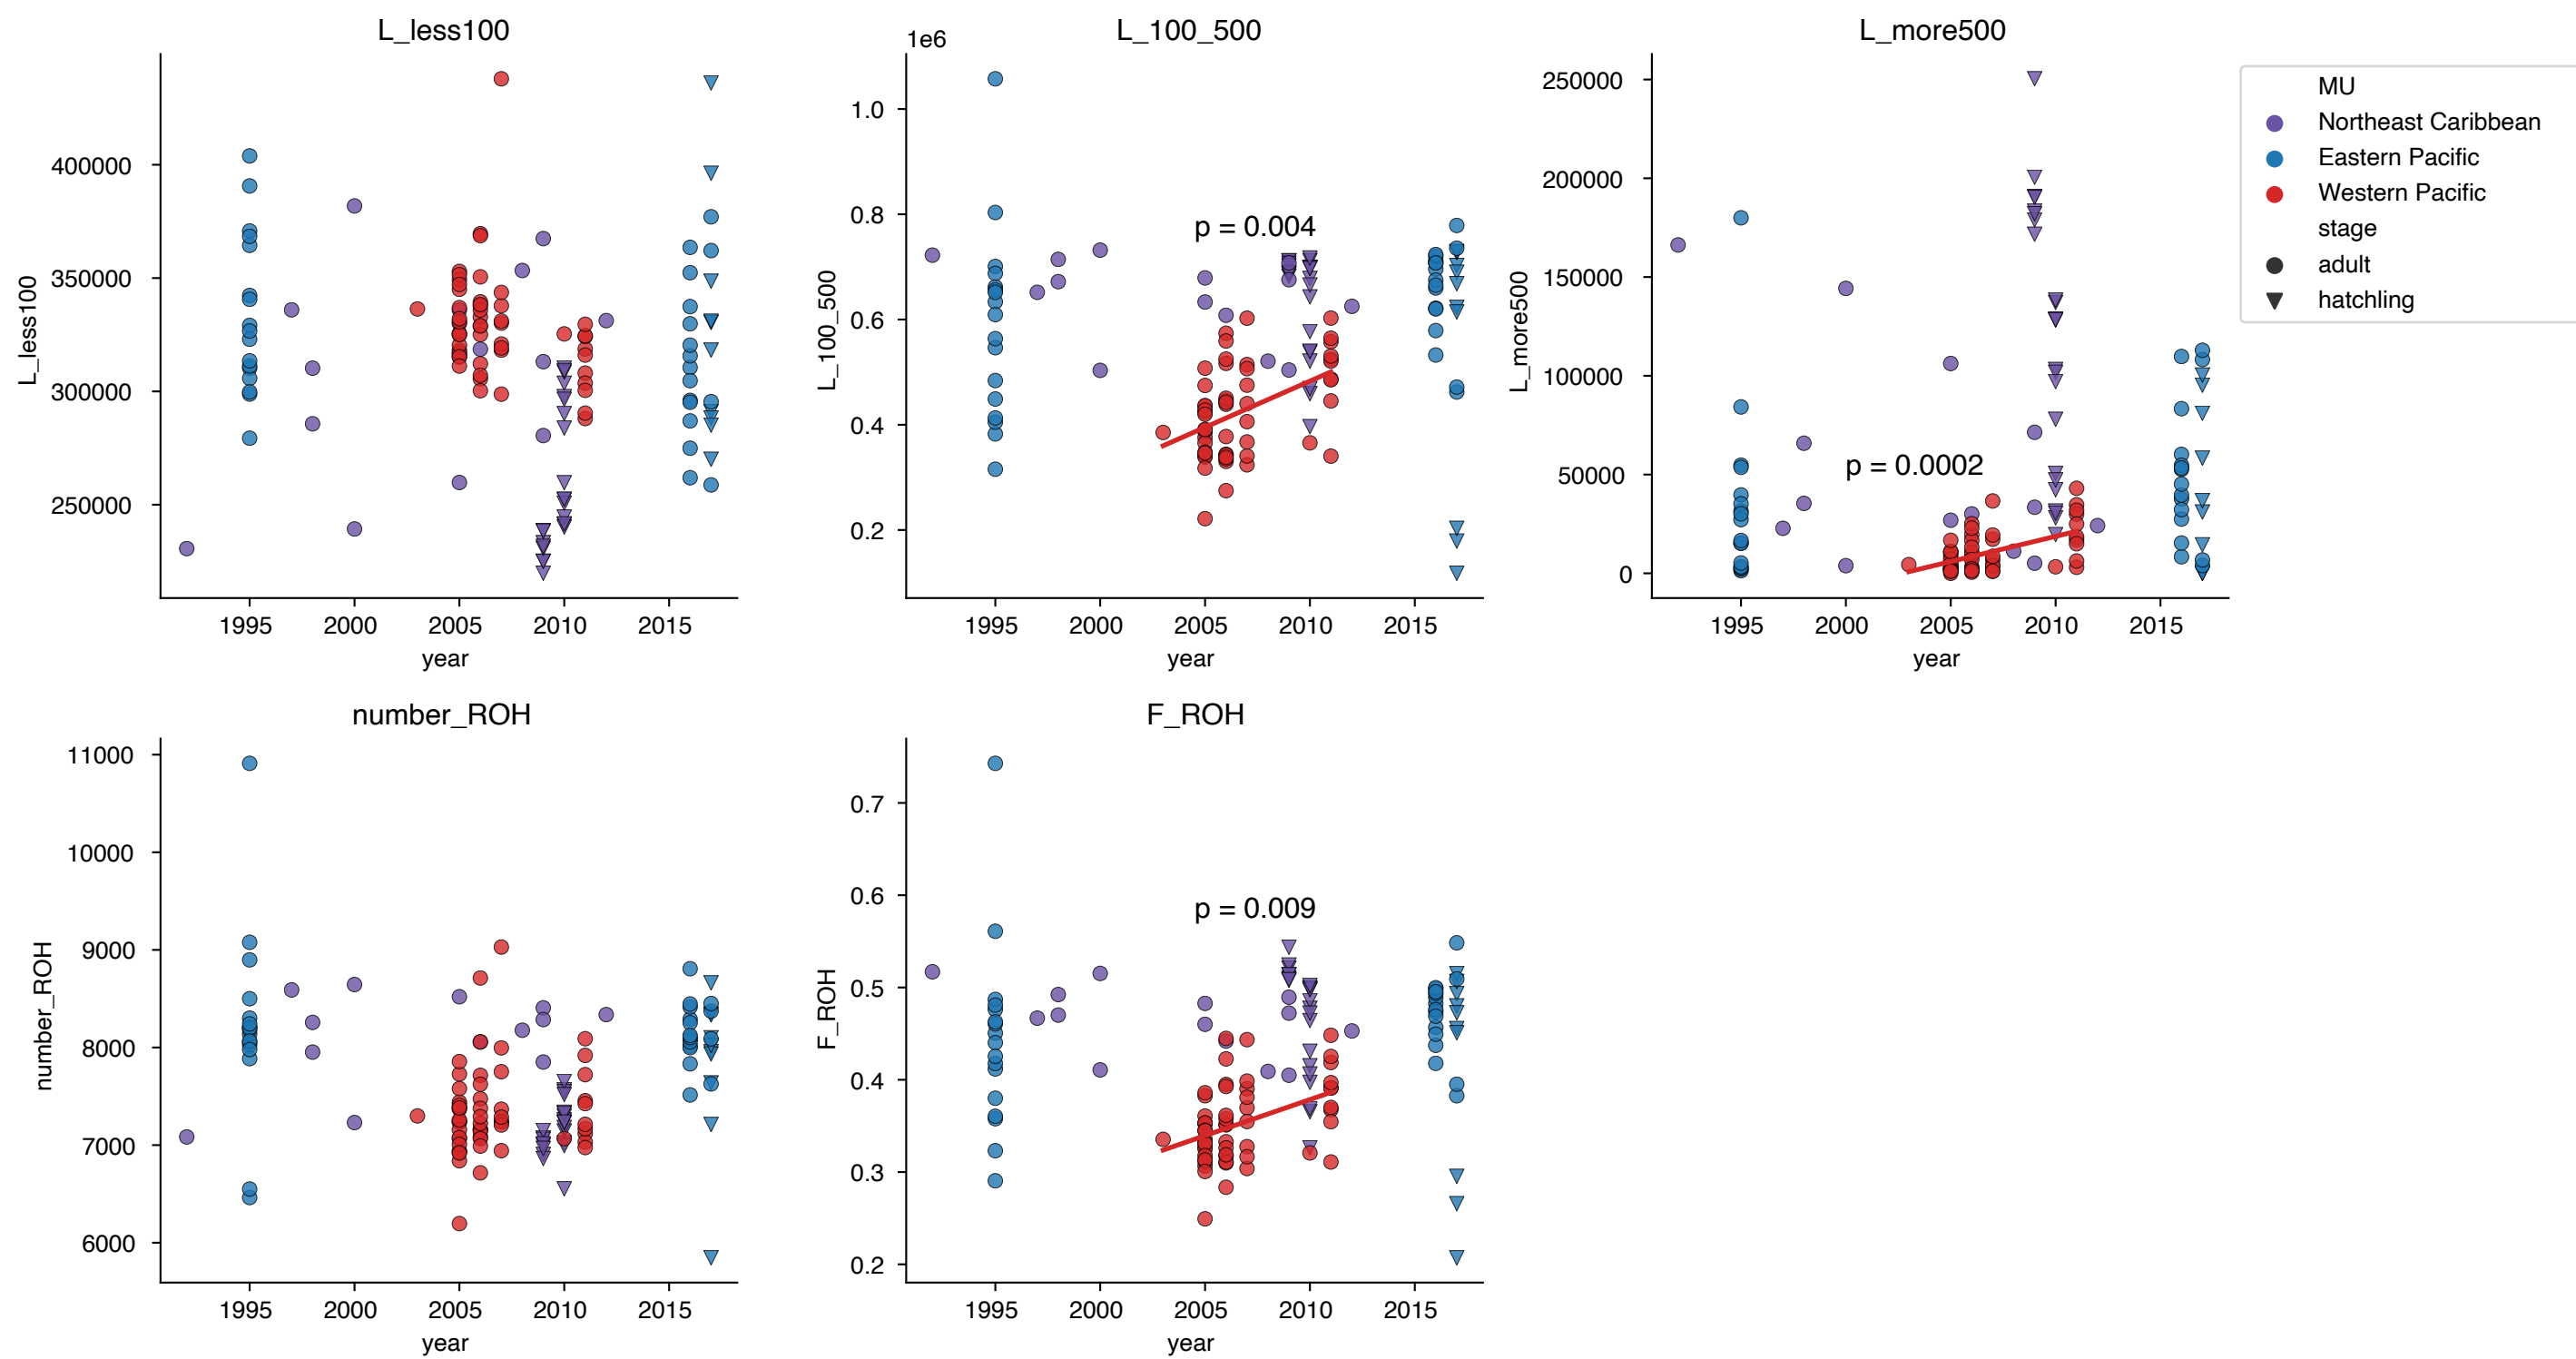 L_less100
L_less100
400000
350000
300000
250000
1995 2000 2005 2010 2015
year
1e6
L_100_500
L_100_500
1.0
0.8
0.6
0.4
0.2
p = 0.004
1995 2000 2005 2010 2015
year
L_more500
L_more500
250000
200000
150000
100000
50000
0
p = 0.0002
1995 2000 2005 2010 2015
year
MU
Northeast Caribbean
Eastern Pacific
Western Pacific
stage
adult
hatchling
number_ROH
number_ROH
11000
10000
9000
8000
7000
6000
1995 2000 2005 2010 2015
year
F_ROH
F_ROH
0.7
0.6
0.5
0.4
0.3
0.2
p = 0.009
1995 2000 2005 2010 2015
year